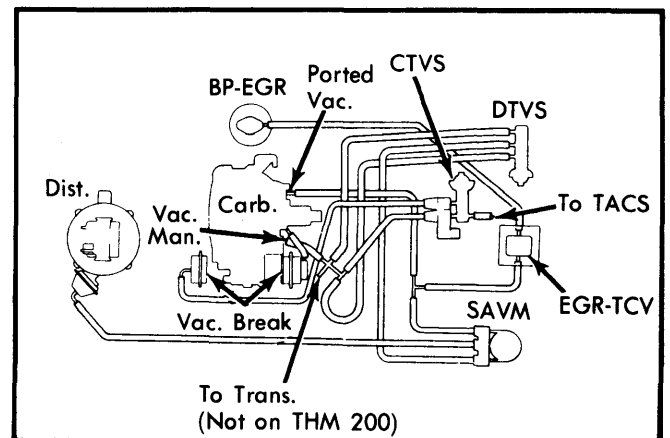 CTVS
Ported
Vac.
BP-EGR
DTVS
Dist.
Carb.
Vac.
Man.
To TACS
Vac. Break
SAVM
EGR-TCV
To Trans.
(Not on THM 200)